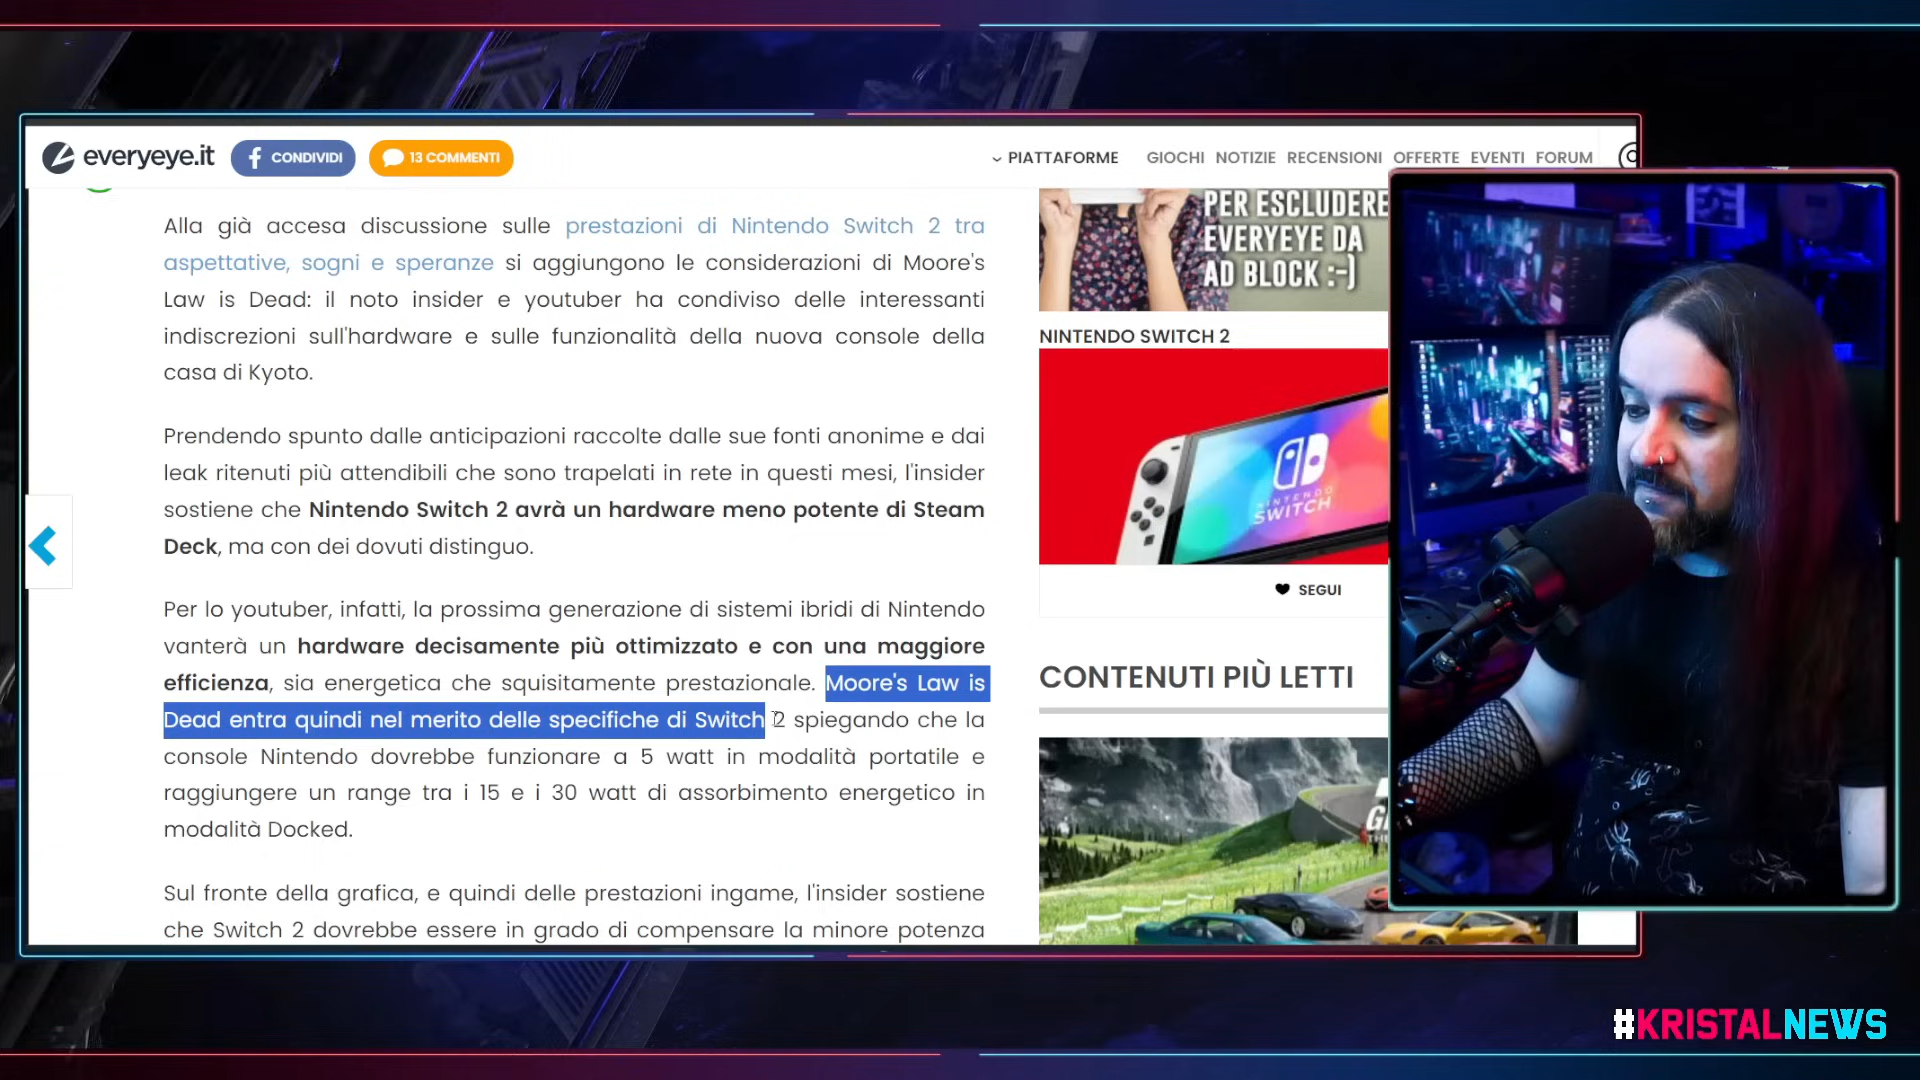 everyeye.it
CONDIVIDI
13 COMMENTI
PIATTAFORME
GIOCHI NOTIZIE RECENSIONI OFFERTE EVENTI FORUM
Alla già accesa discussione sulle prestazioni di Nintendo Switch 2 tra
aspettative, sogni e speranze si aggiungono le considerazioni di Moore's
Law is Dead: il noto insider e youtuber ha condiviso delle interessanti
indiscrezioni sull'hardware e sulle funzionalità della nuova console della
casa di Kyoto.
Prendendo spunto dalle anticipazioni raccolte dalle sue fonti anonime e dai
leak ritenuti più attendibili che sono trapelati in rete in questi mesi, l'insider
sostiene che Nintendo Switch 2 avrà un hardware meno potente di Steam
Deck, ma con dei dovuti distinguo.
Per lo youtuber, infatti, la prossima generazione di sistemi ibridi di Nintendo
vanterà un hardware decisamente più ottimizzato e con una maggiore
efficienza, sia energetica che squisitamente prestazionale. Moore's Law is
Dead entra quindi nel merito delle specifiche di Switch 2 spiegando che la
console Nintendo dovrebbe funzionare a 5 watt in modalità portatile e
raggiungere un range tra i 15 e i 30 watt di assorbimento energetico in
modalità Docked.
Sul fronte della grafica, e quindi delle prestazioni ingame, l'insider sostiene
che Switch 2 dovrebbe essere in grado di compensare la minore potenza
PER ESCLUDERE
EVERYEYE DA
AD BLOCK :-)
NINTENDO SWITCH 2
NINTENDO
SWITCH
SEGUI
CONTENUTI PIÙ LETTI
#KRISTALNEWS